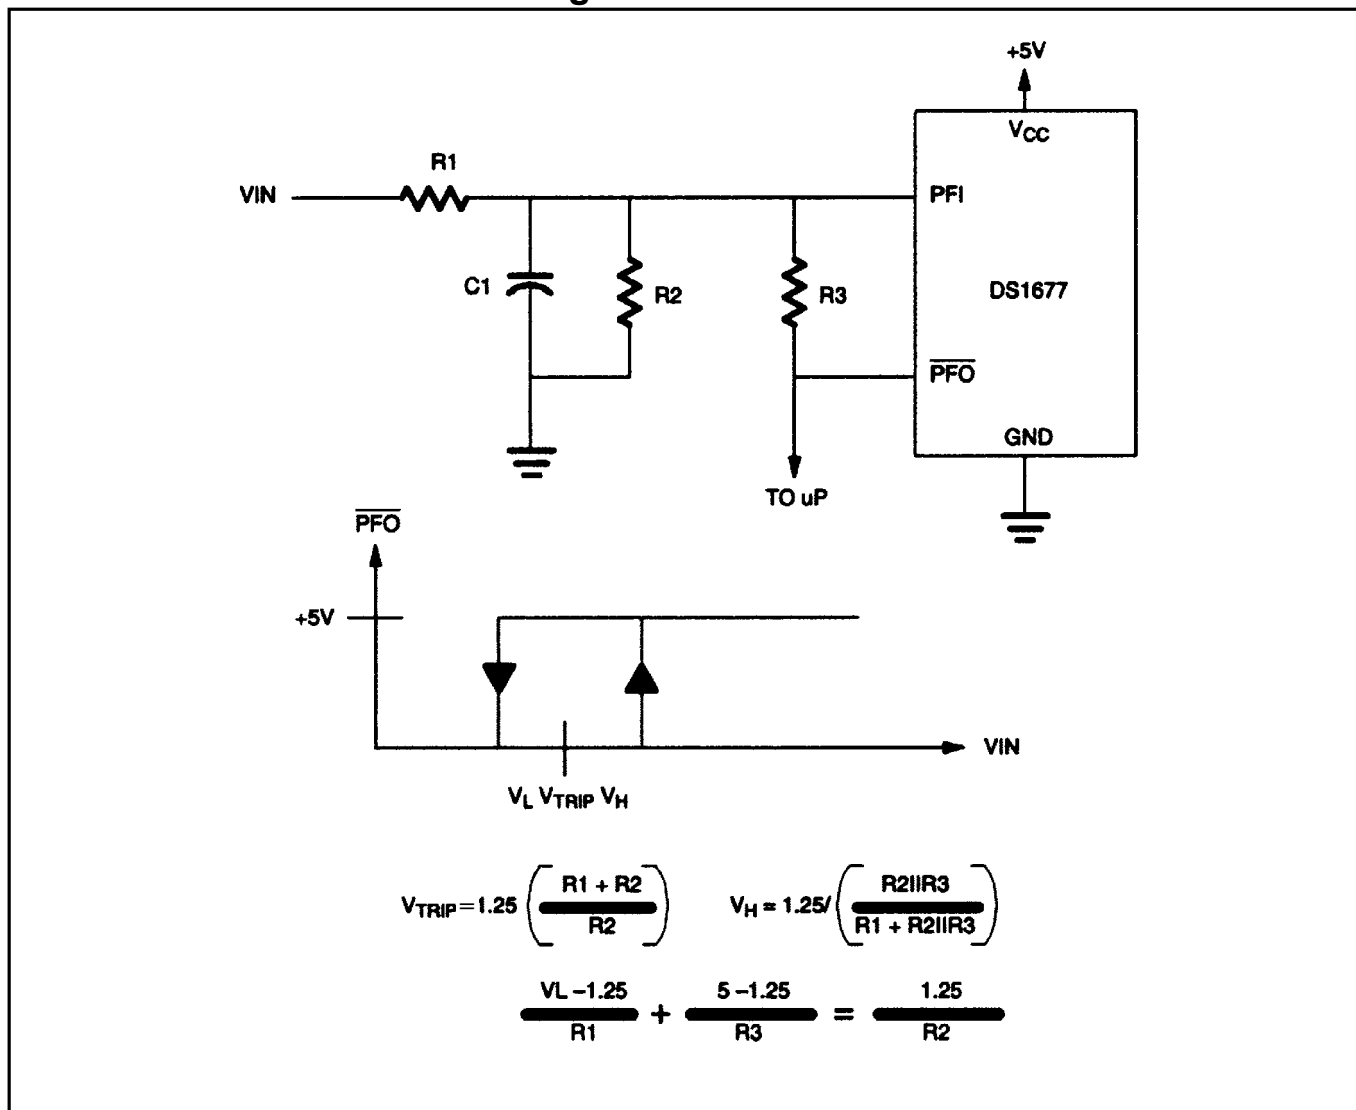 +5V
VCC
R1
VIN
PFI
C1
R2
R3
DS1677
PFO
GND
TO uP
PFO
+5V
VIN
VL VTRIP VH
VTRIP=1.25 (R1 + R2 / R2)
VH = 1.25/ (R2IIR3 / R1 + R2IIR3)
VL –1.25 / R1 + 5 –1.25 / R3 = 1.25 / R2